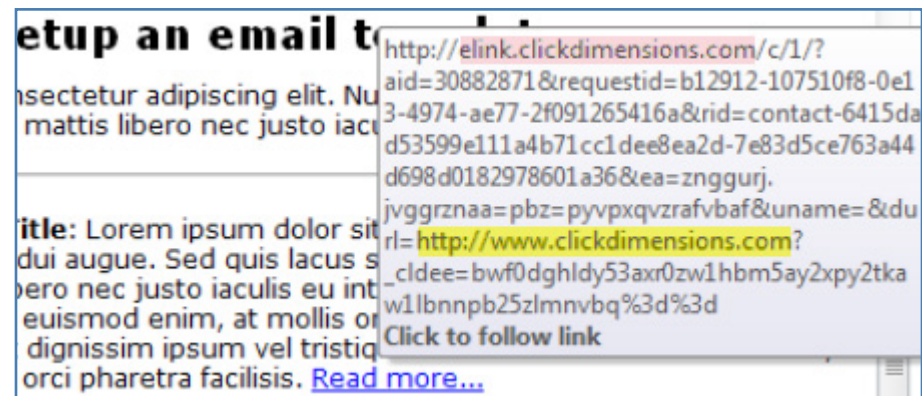 etup an email t
http://elink.clickdimensions.com/c/1/?
aid=30882871&requestid=b12912-107510f8-0e1
3-4974-ae77-2f091265416a&rid=contact-6415da
d53599e111a4b71cc1dee8ea2d-7e83d5ce763a44
d698d0182978601a36&ea=znggurj.
jvggrznaa=pbz=pyvpxqvzrafvbaf&uname=&du
rl=http://www.clickdimensions.com?
_cldee=bwf0dghldy53axr0zw1hbm5ay2xpy2tka
w1lbnnpb25zlmnvbq%3d%3d
Click to follow link
nsectetur adipiscing elit. Nu
mattis libero nec justo iacu
itle: Lorem ipsum dolor sit
dui augue. Sed quis lacus s
pero nec justo iaculis eu int
euismod enim, at mollis or
dignissim ipsum vel tristiq
orci pharetra facilisis. Read more...